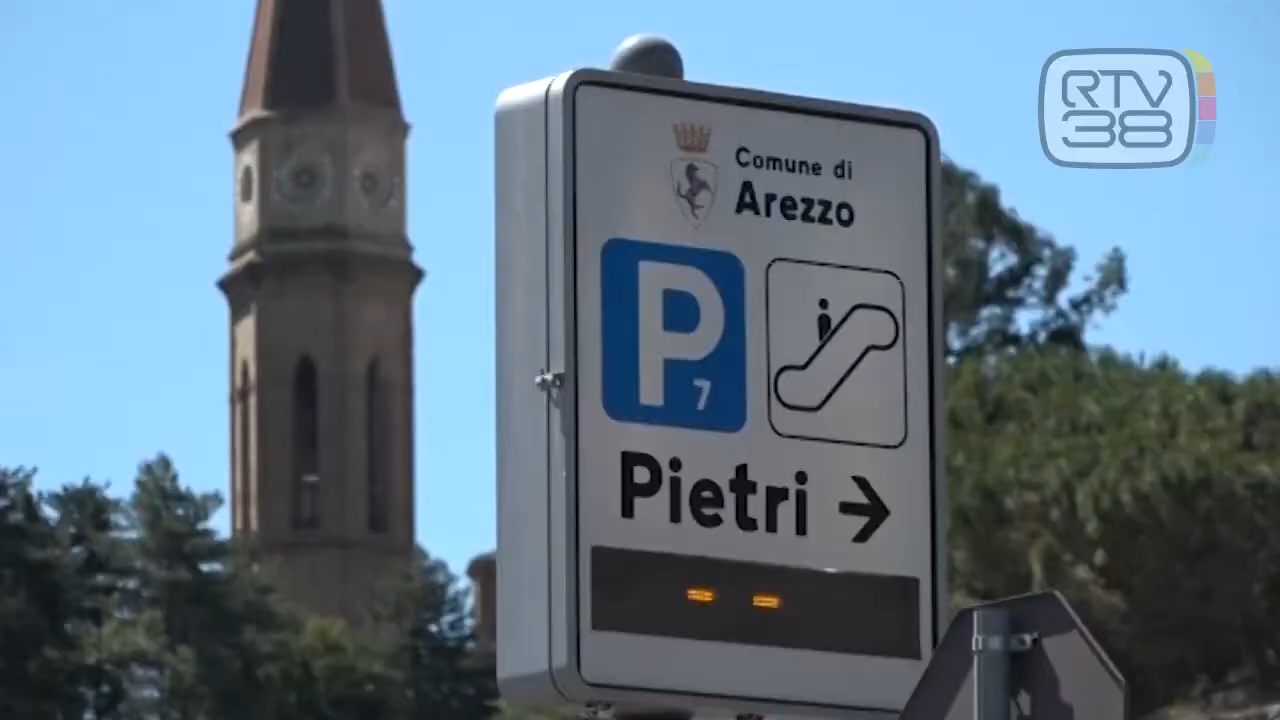 RTV
38
Comune di
Arezzo
P
7
Pietri →
- -